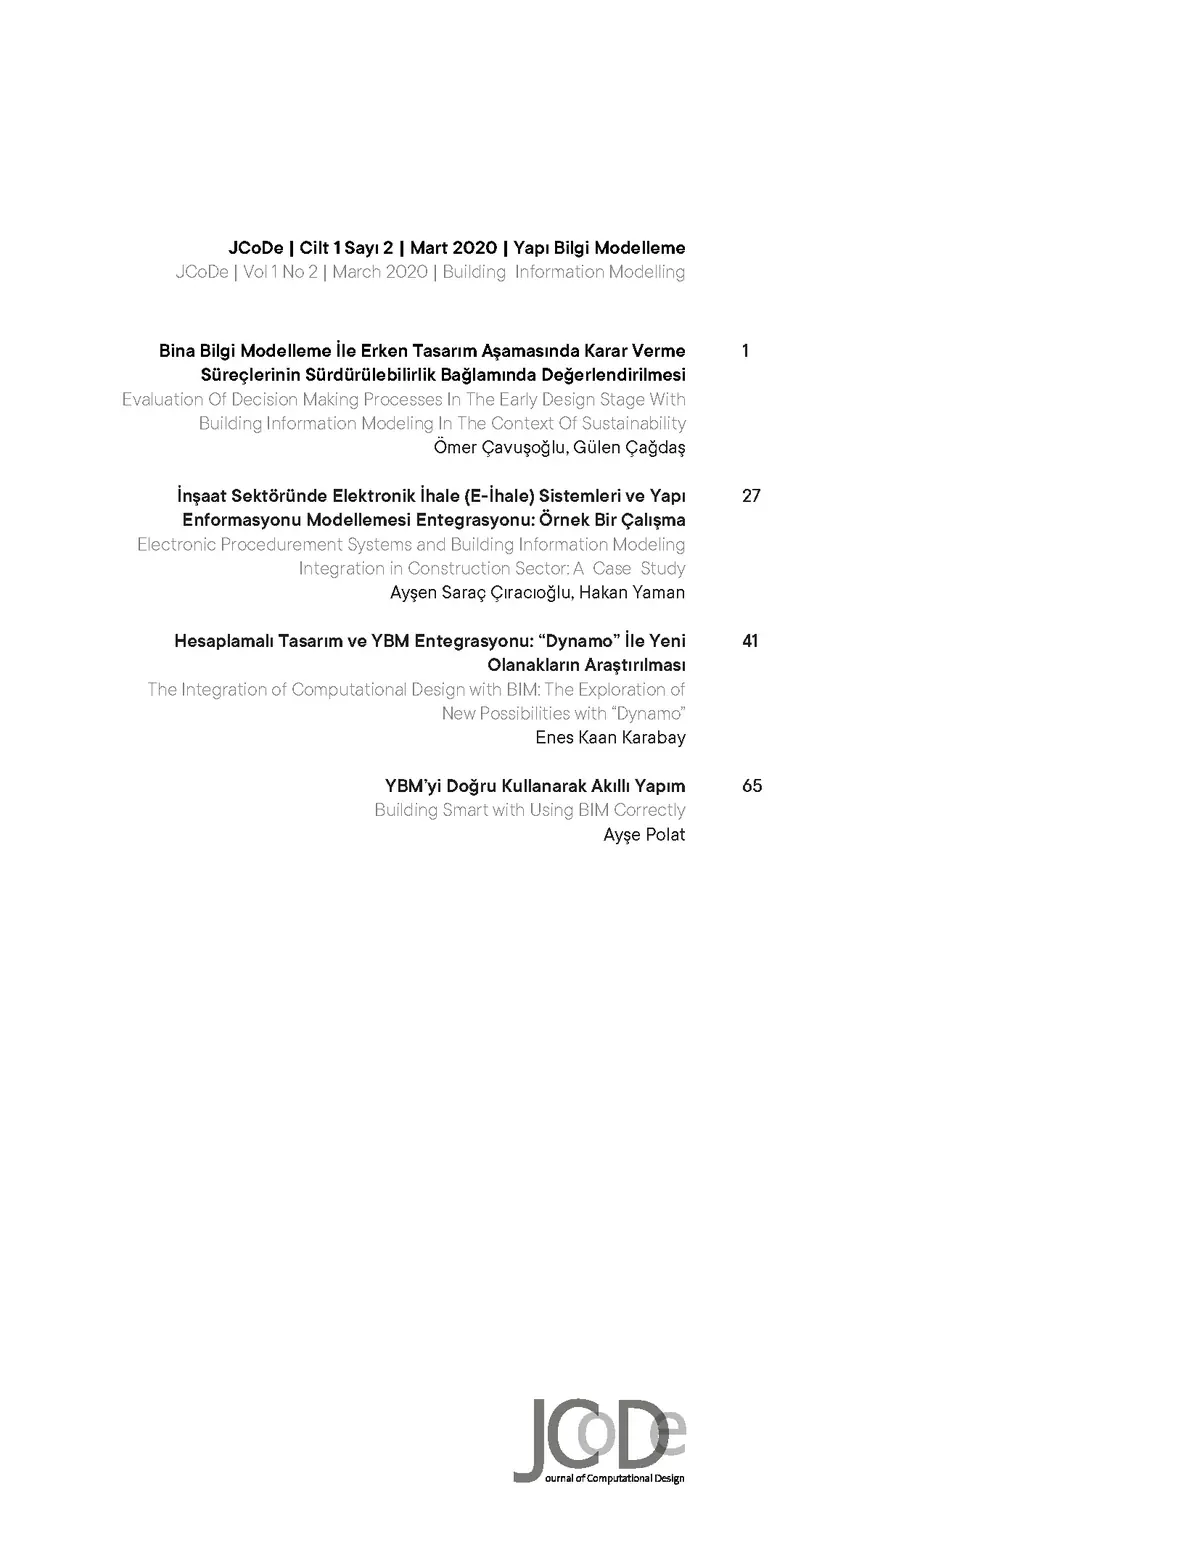 JCoDe | Cilt 1 Sayı 2 | Mart 2020 | Yapı Bilgi Modelleme
JCoDe | Vol 1 No 2 | March 2020 | Building Information Modelling
Bina Bilgi Modelleme İle Erken Tasarım Aşamasında Karar Verme 1
Süreçlerinin Sürdürülebilirlik Bağlamında Değerlendirilmesi
Evaluation Of Decision Making Processes In The Early Design Stage With
Building Information Modeling In The Context Of Sustainability
Ömer Çavuşoğlu, Gülen Çağdaş
İnşaat Sektöründe Elektronik İhale (E-İhale) Sistemleri ve Yapı 27
Enformasyonu Modellemesi Entegrasyonu: Örnek Bir Çalışma
Electronic Procedurement Systems and Building Information Modeling
Integration in Construction Sector: A Case Study
Ayşen Saraç Çıracıoğlu, Hakan Yaman
Hesaplamalı Tasarım ve YBM Entegrasyonu: “Dynamo” İle Yeni 41
Olanakların Araştırılması
The Integration of Computational Design with BIM: The Exploration of
New Possibilities with “Dynamo”
Enes Kaan Karabay
YBM’yi Doğru Kullanarak Akıllı Yapım 65
Building Smart with Using BIM Correctly
Ayşe Polat
JCoDe
Journal of Computational Design